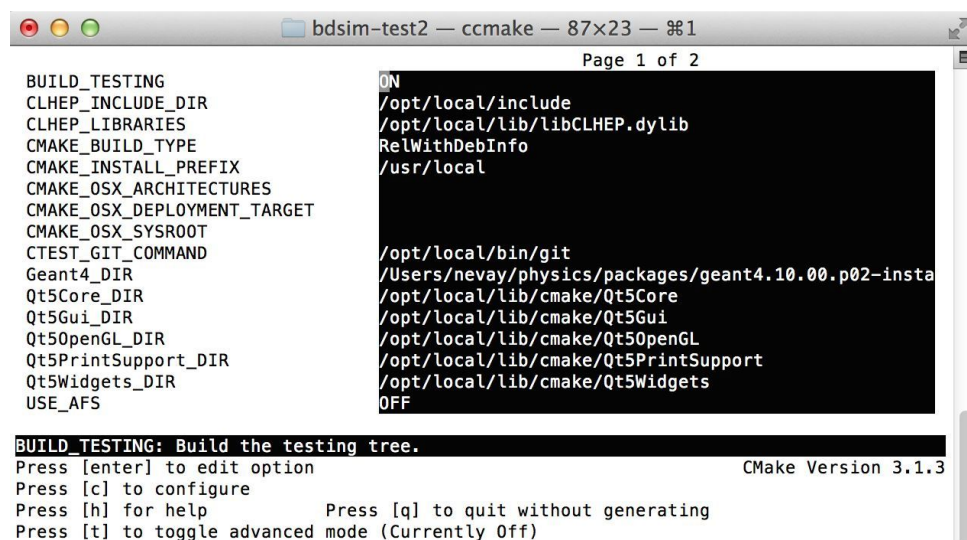 bdsim-test2 — ccmake — 87×23 — ⌘1
Page 1 of 2
BUILD_TESTING ON
CLHEP_INCLUDE_DIR /opt/local/include
CLHEP_LIBRARIES /opt/local/lib/libCLHEP.dylib
CMAKE_BUILD_TYPE RelWithDebInfo
CMAKE_INSTALL_PREFIX /usr/local
CMAKE_OSX_ARCHITECTURES
CMAKE_OSX_DEPLOYMENT_TARGET
CMAKE_OSX_SYSROOT
CTEST_GIT_COMMAND /opt/local/bin/git
Geant4_DIR /Users/nevay/physics/packages/geant4.10.00.p02-insta
Qt5Core_DIR /opt/local/lib/cmake/Qt5Core
Qt5Gui_DIR /opt/local/lib/cmake/Qt5Gui
Qt5OpenGL_DIR /opt/local/lib/cmake/Qt5OpenGL
Qt5PrintSupport_DIR /opt/local/lib/cmake/Qt5PrintSupport
Qt5Widgets_DIR /opt/local/lib/cmake/Qt5Widgets
USE_AFS OFF
BUILD_TESTING: Build the testing tree.
Press [enter] to edit option CMake Version 3.1.3
Press [c] to configure
Press [h] for help Press [q] to quit without generating
Press [t] to toggle advanced mode (Currently Off)